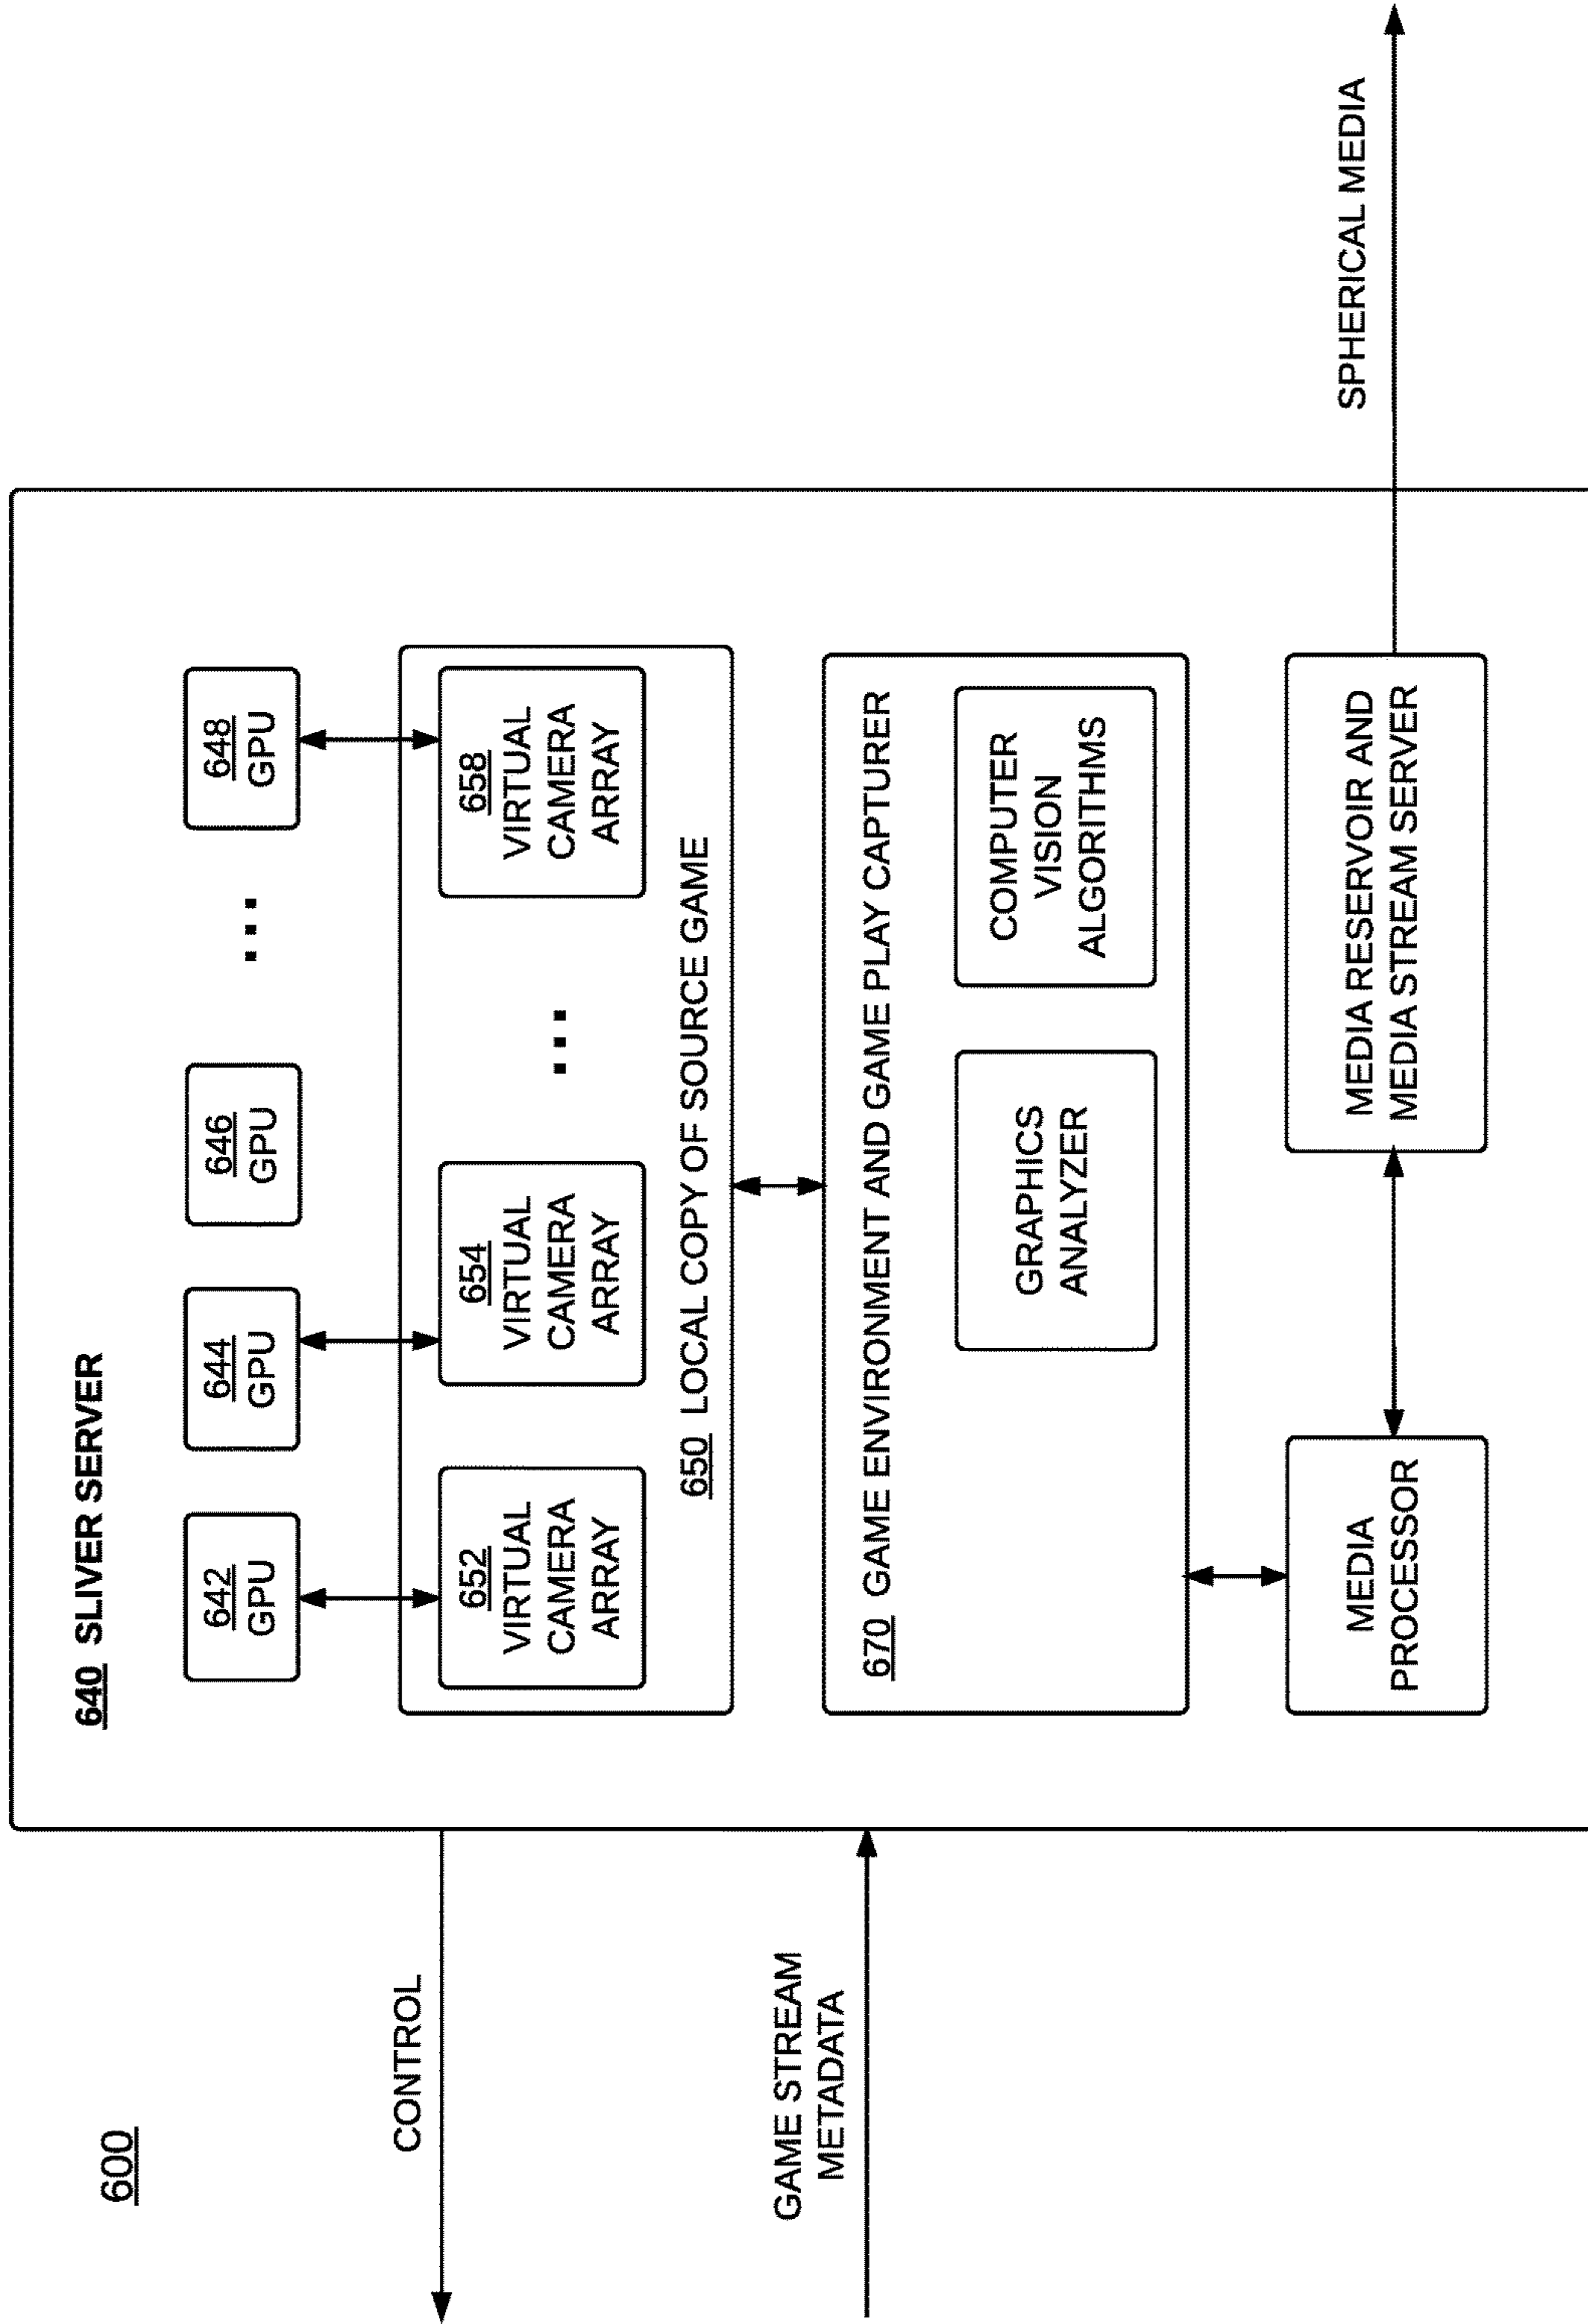 600
CONTROL
GAME STREAM
METADATA
640 SLIVER SERVER
642
GPU
644
GPU
646
GPU
...
648
GPU
652
VIRTUAL
CAMERA
ARRAY
654
VIRTUAL
CAMERA
ARRAY
...
658
VIRTUAL
CAMERA
ARRAY
650 LOCAL COPY OF SOURCE GAME
670 GAME ENVIRONMENT AND GAME PLAY CAPTURER
GRAPHICS
ANALYZER
COMPUTER
VISION
ALGORITHMS
MEDIA
PROCESSOR
MEDIA RESERVOIR AND
MEDIA STREAM SERVER
SPHERICAL MEDIA